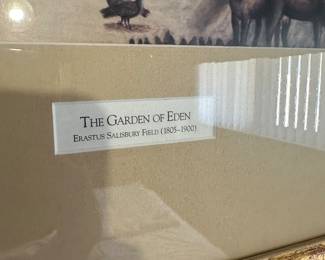 THE GARDEN OF EDEN
ERASTUS SALISBURY FIELD (1805–1900)